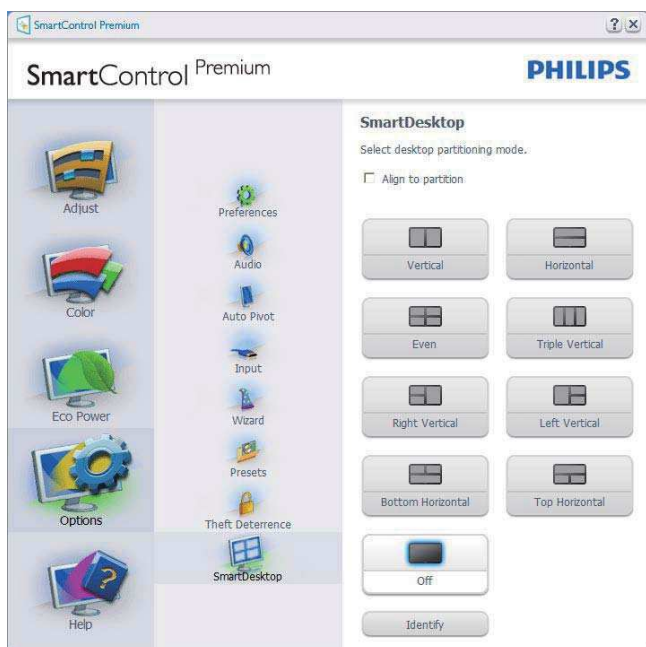 SmartControl Premium
SmartControl Premium
PHILIPS
Adjust
Color
Eco Power
Options
Help
Preferences
Audio
Auto Pivot
Input
Wizard
Presets
Theft Deterrence
SmartDesktop
SmartDesktop
Select desktop partitioning mode.
Align to partition
Vertical
Horizontal
Even
Triple Vertical
Right Vertical
Left Vertical
Bottom Horizontal
Top Horizontal
Off
Identify